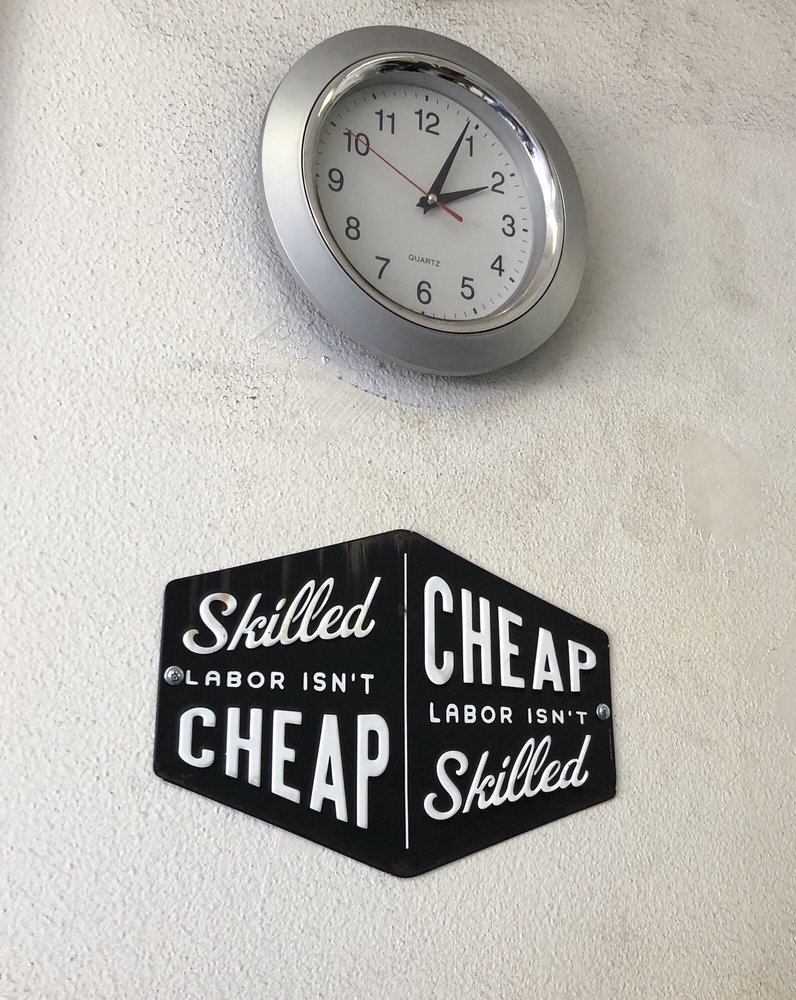 12
1
2
3
4
5
6
7
8
9
10
11
QUARTZ
Skilled
LABOR ISN'T
CHEAP
CHEAP
LABOR ISN'T
Skilled